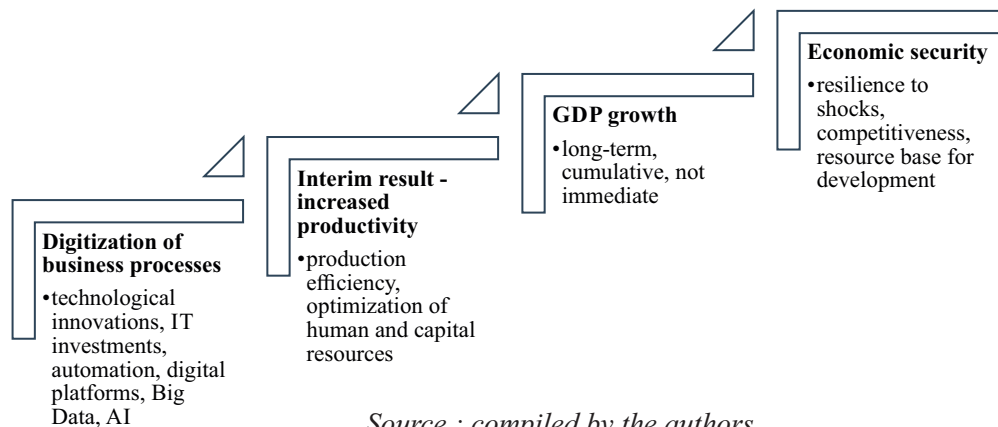 Digitization of
business processes
•technological
innovations, IT
investments,
automation, digital
platforms, Big
Data, AI
Interim result -
increased
productivity
•production
efficiency,
optimization of
human and capital
resources
GDP growth
•long-term,
cumulative, not
immediate
Economic security
•resilience to
shocks,
competitiveness,
resource base for
development
Source : compiled by the authors